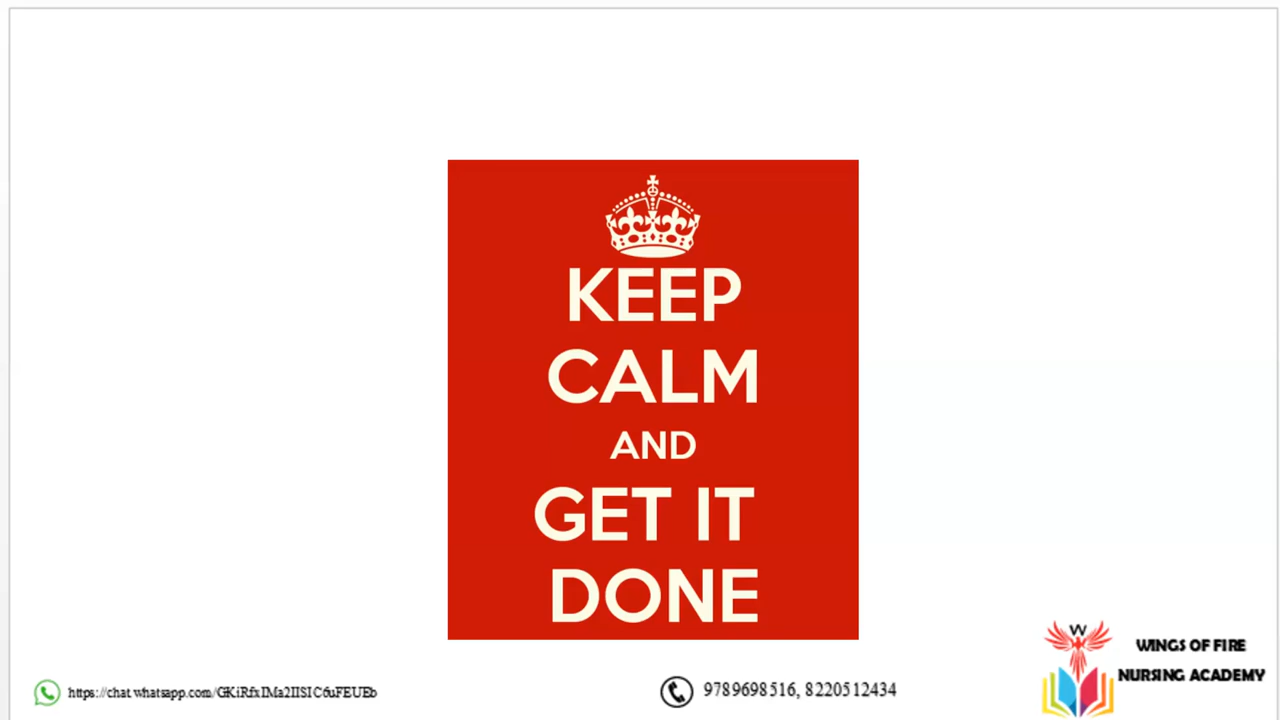 KEEP
CALM
AND
GET IT
DONE
W
WINGS OF FIRE
NURSING ACADEMY
https://chat.whatsapp.com/GKiRfxIMa2IISIC6uFEUEb
9789698516, 8220512434